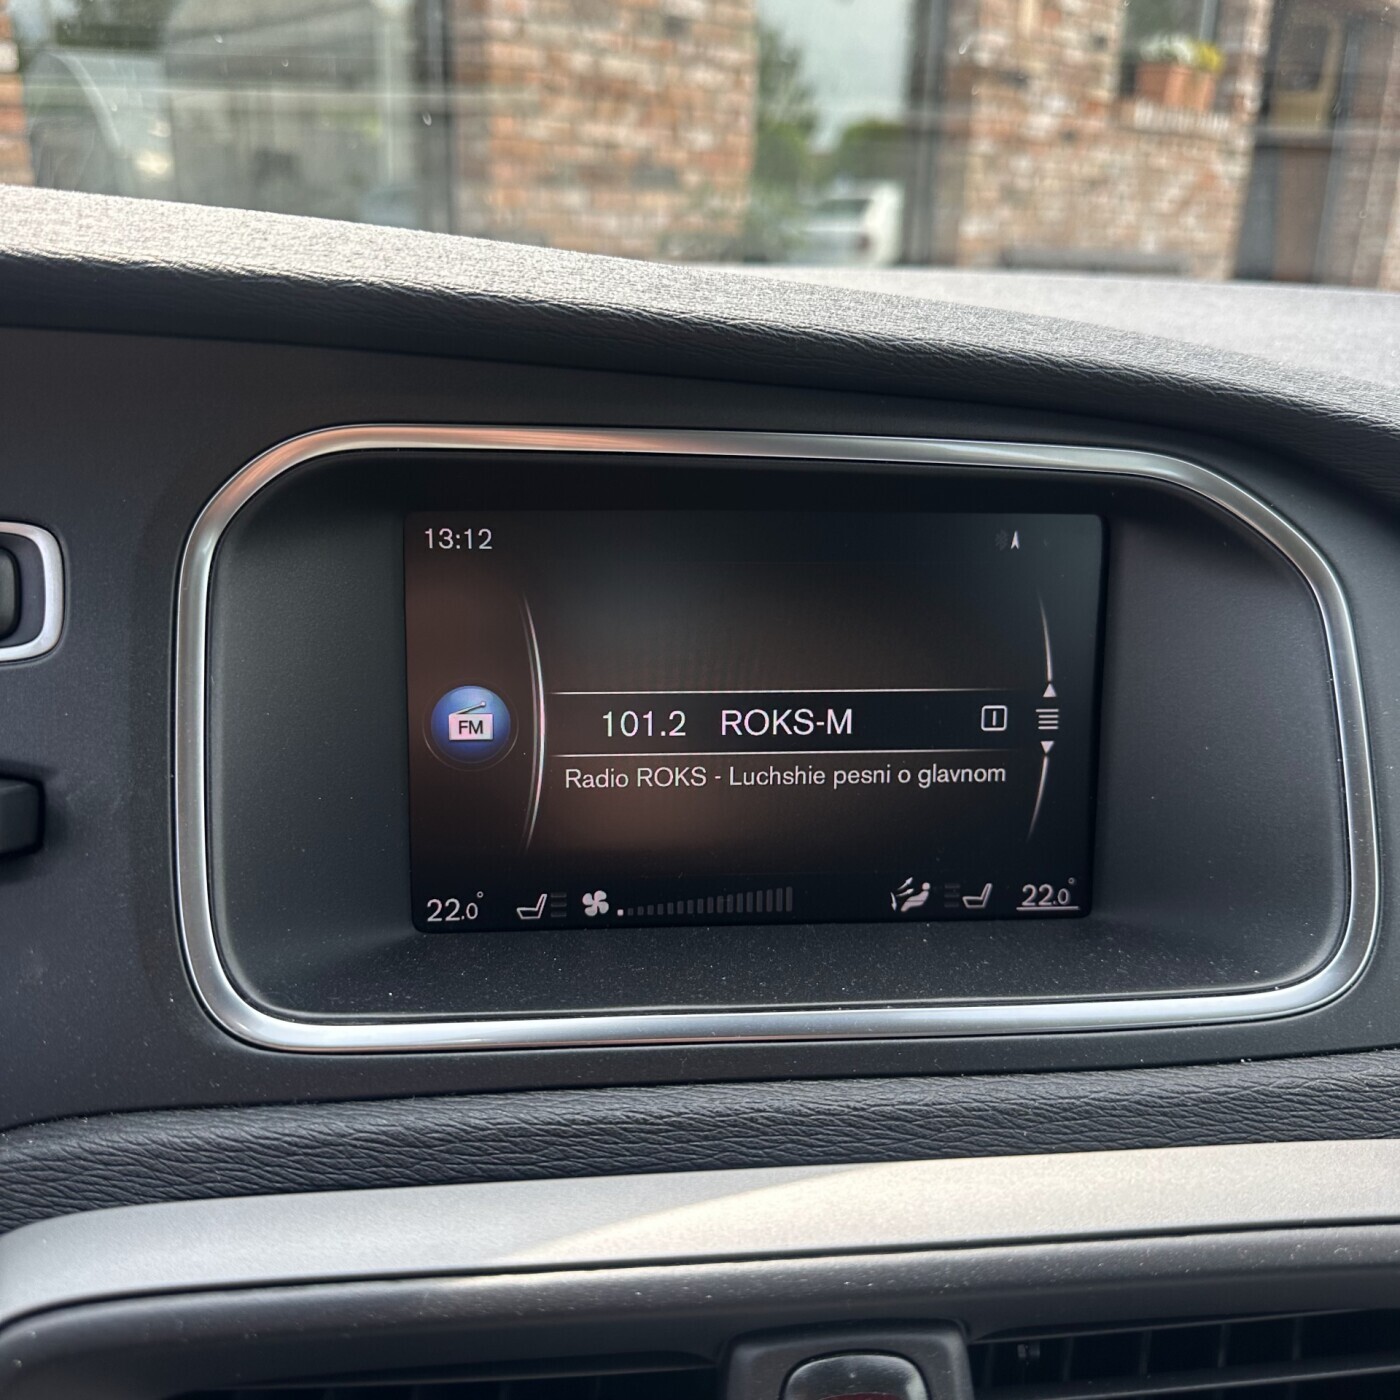 13:12
FM
101.2 ROKS-M
Radio ROKS - Luchshie pesni o glavnom
22.0° 22.0°